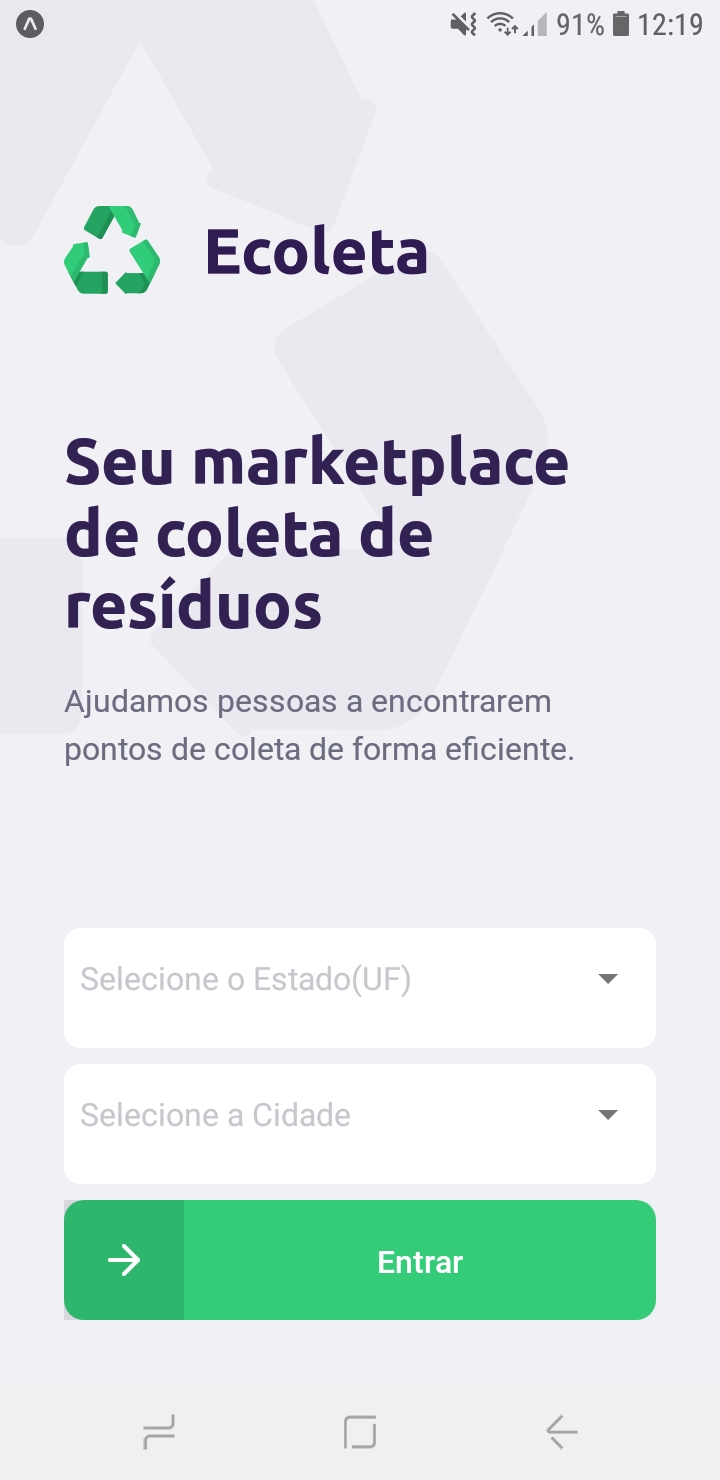 91% 12:19
Ecoleta
Seu marketplace
de coleta de
resíduos
Ajudamos pessoas a encontrarem
pontos de coleta de forma eficiente.
Selecione o Estado(UF)
Selecione a Cidade
Entrar